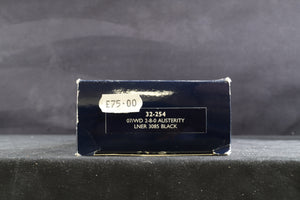 £75-00
32-254
07/WD 2-8-0 AUSTERITY
LNER 3085 BLACK